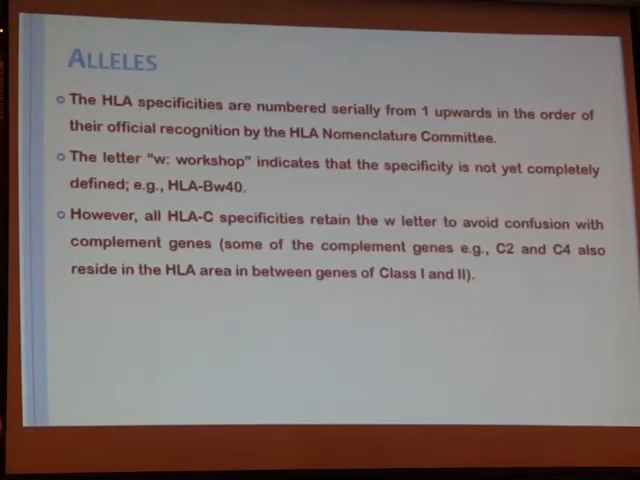 ALLELES
The HLA specificities are numbered serially from 1 upwards in the order of
their official recognition by the HLA Nomenclature Committee.
The letter "w: workshop" indicates that the specificity is not yet completely
defined; e.g., HLA-Bw40.
However, all HLA-C specificities retain the w letter to avoid confusion with
complement genes (some of the complement genes e.g., C2 and C4 also
reside in the HLA area in between genes of Class I and II).